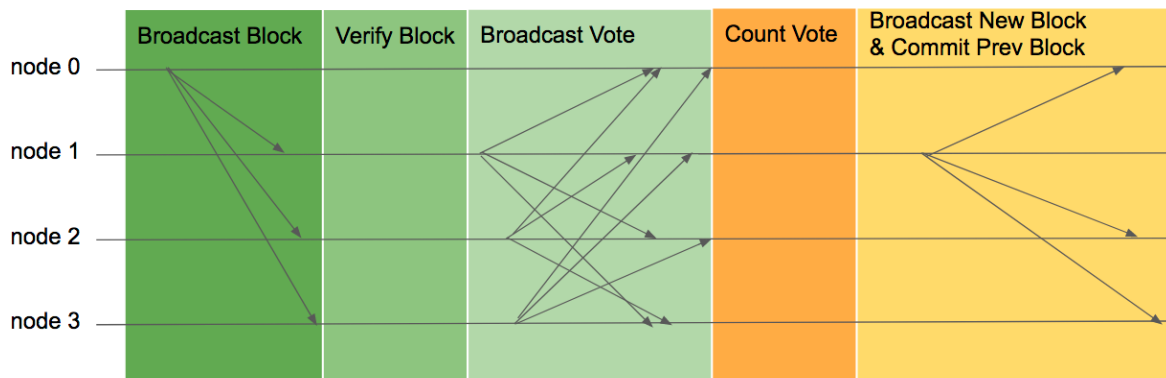 Broadcast Block
Verify Block
Broadcast Vote
Count Vote
Broadcast New Block
& Commit Prev Block
node 0
node 1
node 2
node 3